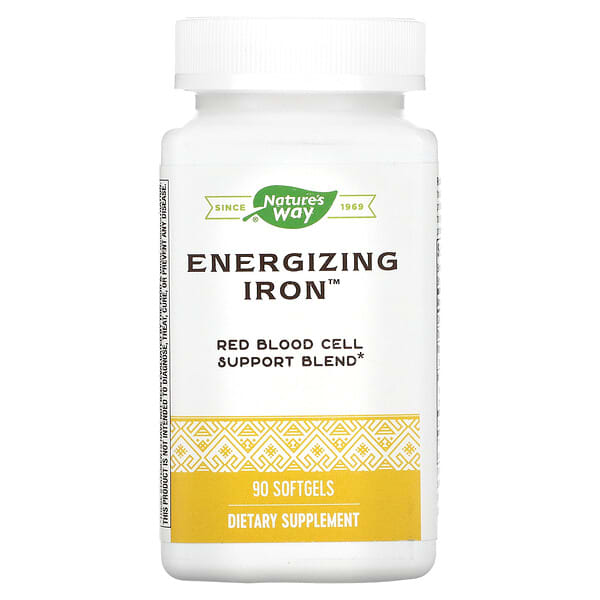 SINCE
Nature's
Way
®
1969
ENERGIZING
IRON™
RED BLOOD CELL
SUPPORT BLEND*
90 SOFTGELS
DIETARY SUPPLEMENT
THIS PRODUCT IS NOT INTENDED TO DIAGNOSE, TREAT, CURE, OR PREVENT ANY DISEASE.